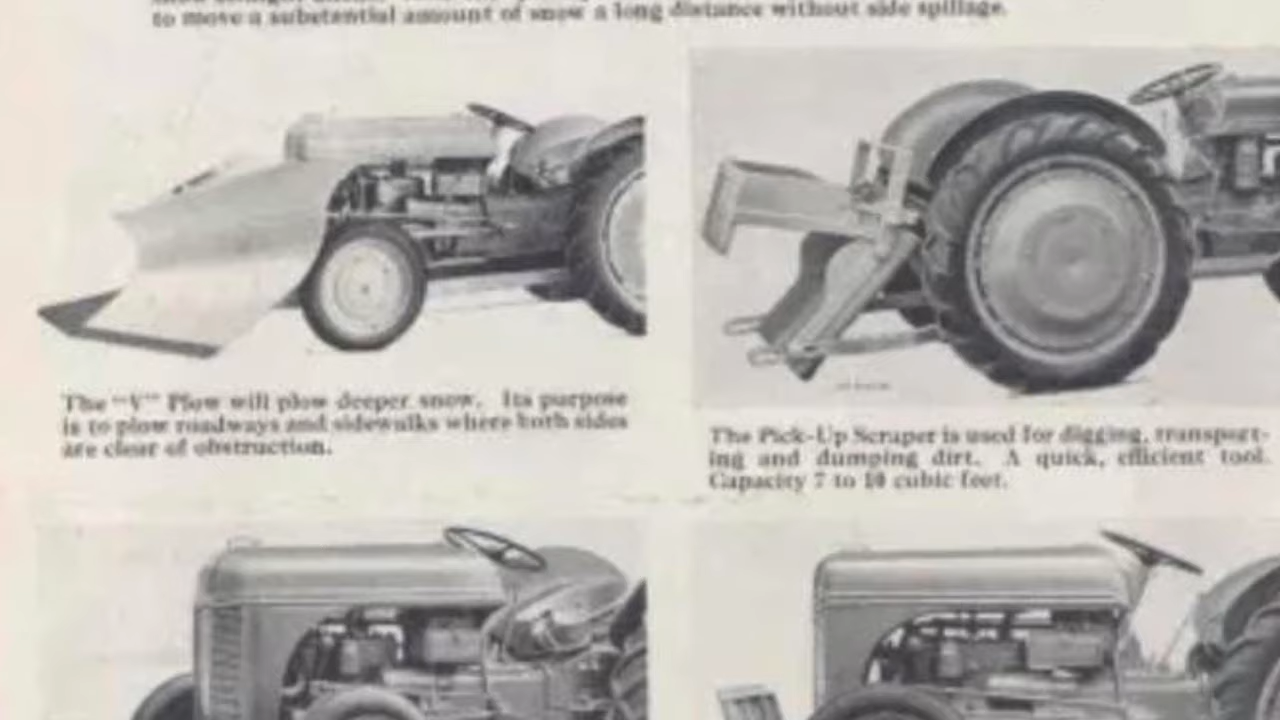 to move a substantial amount of snow a long distance without side spillage.
The "V" Plow will plow deeper snow. Its purpose
is to plow roadways and sidewalks where both sides
are clear of obstruction.
The Pick-Up Scraper is used for digging, transport-
ing and dumping dirt. A quick, efficient tool.
Capacity 7 to 10 cubic feet.